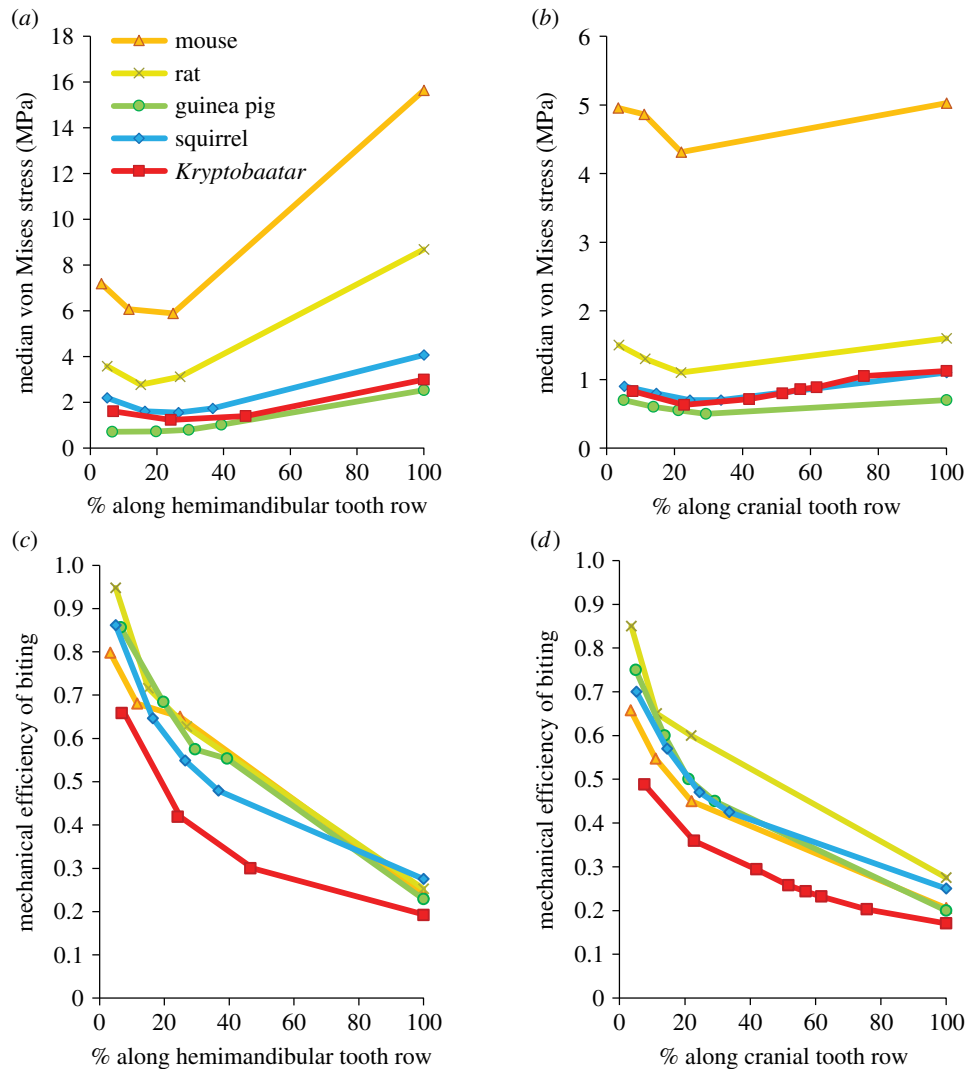 (a)
(b)
18
16
14
12
10
8
6
4
2
0
median von Mises stress (MPa)
mouse
rat
guinea pig
squirrel
Kryptobaatar
0 20 40 60 80 100
% along hemimandibular tooth row
6
5
4
3
2
1
0
median von Mises stress (MPa)
0 20 40 60 80 100
% along cranial tooth row
(c)
(d)
1.0
0.9
0.8
0.7
0.6
0.5
0.4
0.3
0.2
0.1
0
mechanical efficiency of biting
0 20 40 60 80 100
% along hemimandibular tooth row
1.0
0.9
0.8
0.7
0.6
0.5
0.4
0.3
0.2
0.1
0
mechanical efficiency of biting
0 20 40 60 80 100
% along cranial tooth row